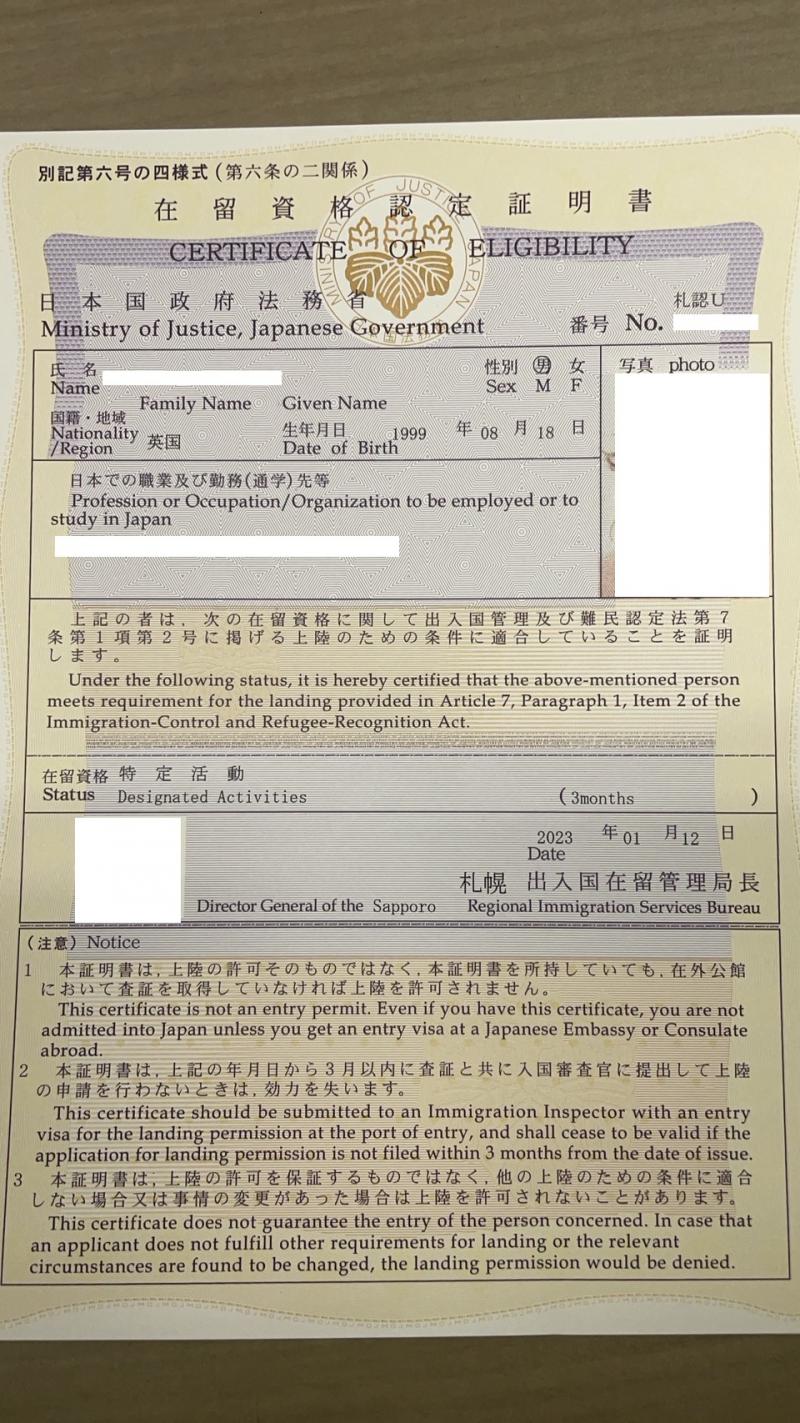 別記第六号の四様式(第六条の二関係)
在留資格認定証明書
CERTIFICATE OF ELIGIBILITY
MINISTRY OF JUSTICE JAPAN
日本国政府法務省
札認U
Ministry of Justice, Japanese Government
番号 No.
氏 名
Name
Family Name Given Name
性別 男 女
Sex M F
写真 photo
国籍・地域
Nationality
/Region 英国
生年月日 1999 年 08 月 18 日
Date of Birth
日本での職業及び勤務(通学)先等
Profession or Occupation/Organization to be employed or to
study in Japan
上記の者は,次の在留資格に関して出入国管理及び難民認定法第7
条第1項第2号に掲げる上陸のための条件に適合していることを証明
します。
Under the following status, it is hereby certified that the above-mentioned person
meets requirement for the landing provided in Article 7, Paragraph 1, Item 2 of the
Immigration-Control and Refugee-Recognition Act.
在留資格 特定活動
Status Designated Activities (3months )
2023 年 01 月 12 日
Date
札幌 出入国在留管理局長
Director General of the Sapporo Regional Immigration Services Bureau
(注意) Notice
1 本証明書は,上陸の許可そのものではなく,本証明書を所持していても,在外公館
において査証を取得していなければ上陸を許可されません。
This certificate is not an entry permit. Even if you have this certificate, you are not
admitted into Japan unless you get an entry visa at a Japanese Embassy or Consulate
abroad.
2 本証明書は,上記の年月日から3月以内に査証と共に入国審査官に提出して上陸
の申請を行わないときは,効力を失います。
This certificate should be submitted to an Immigration Inspector with an entry
visa for the landing permission at the port of entry, and shall cease to be valid if the
application for landing permission is not filed within 3 months from the date of issue.
3 本証明書は,上陸の許可を保証するものではなく,他の上陸のための条件に適合
しない場合又は事情の変更があった場合は上陸を許可されないことがあります。
This certificate does not guarantee the entry of the person concerned. In case that
an applicant does not fulfill other requirements for landing or the relevant
circumstances are found to be changed, the landing permission would be denied.